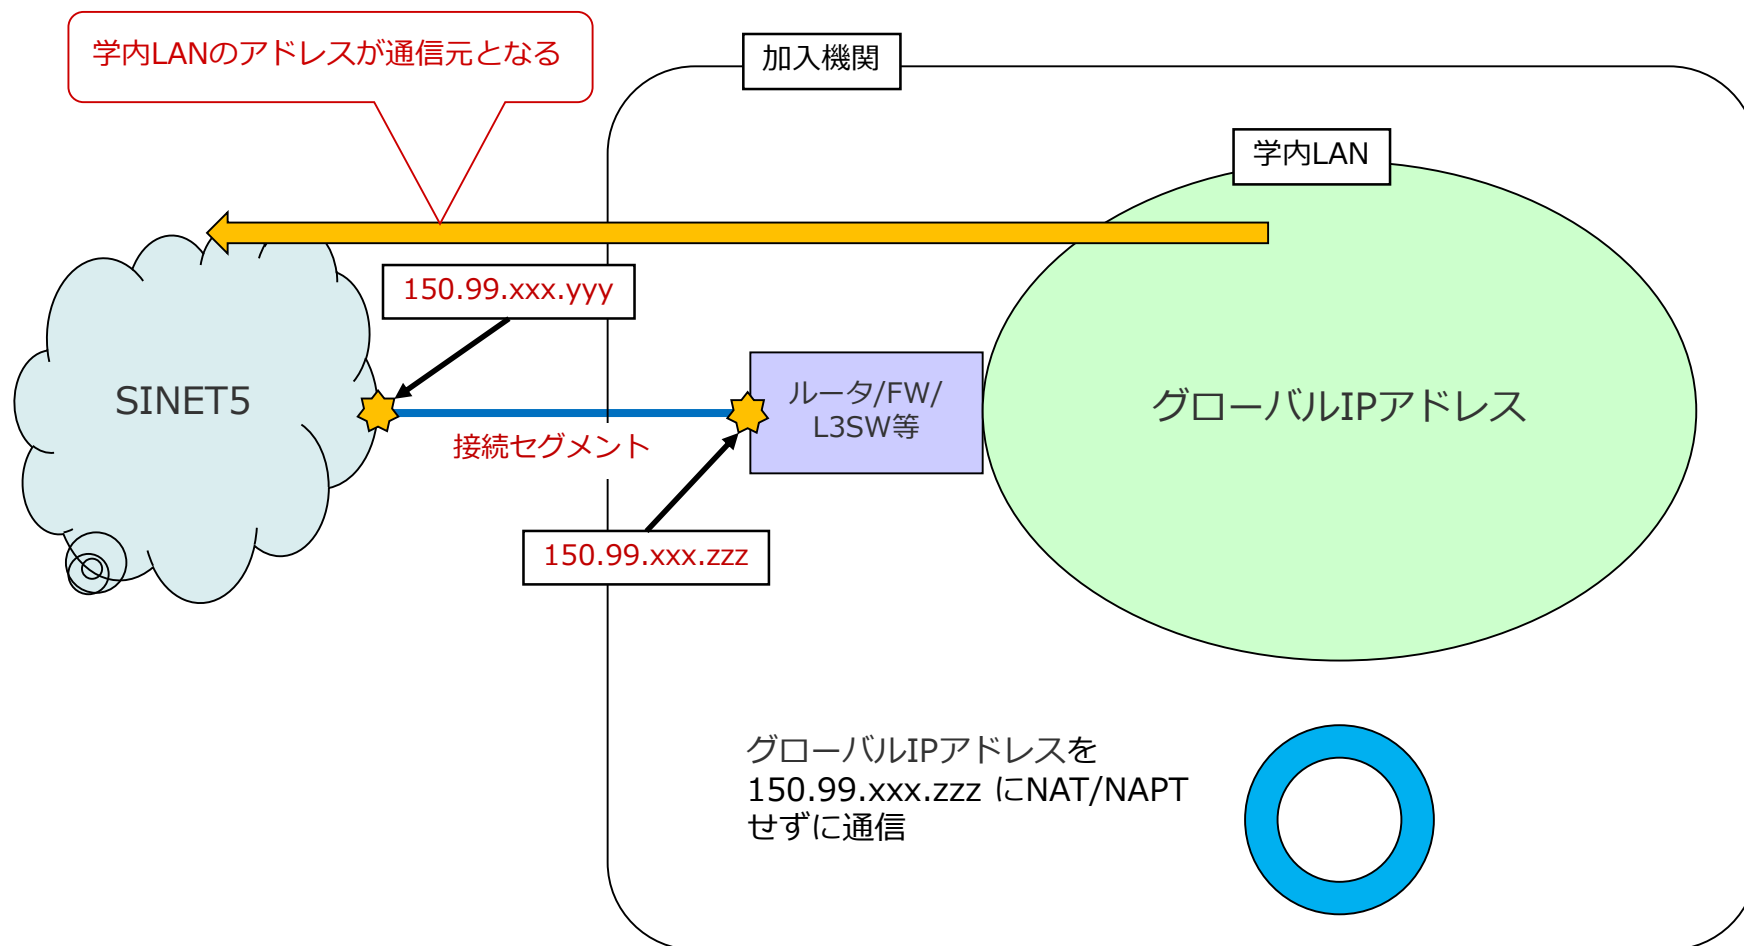 学内LANのアドレスが通信元となる
加入機関
学内LAN
150.99.xxx.yyy
SINET5
接続セグメント
ルータ/FW/
L3SW等
グローバルIPアドレス
150.99.xxx.zzz
グローバルIPアドレスを
150.99.xxx.zzz にNAT/NAPT
せずに通信